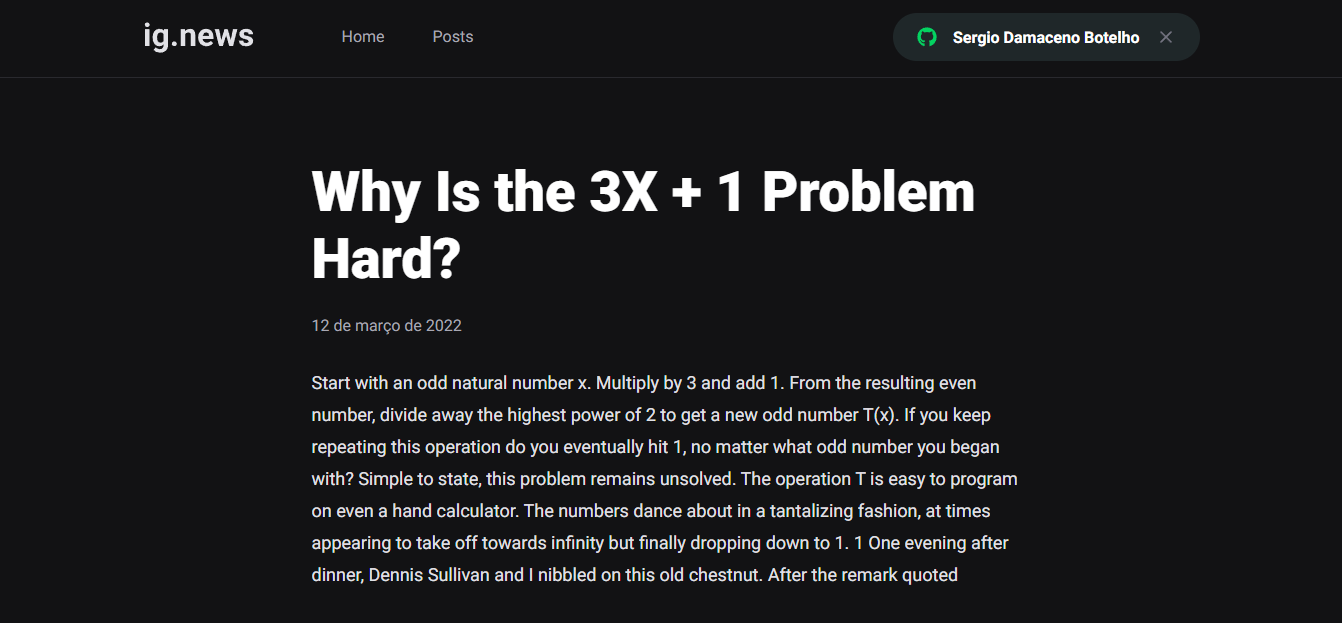 ig.news
Home
Posts
Sergio Damaceno Botelho
Why Is the 3X + 1 Problem
Hard?
12 de março de 2022
Start with an odd natural number x. Multiply by 3 and add 1. From the resulting even
number, divide away the highest power of 2 to get a new odd number T(x). If you keep
repeating this operation do you eventually hit 1, no matter what odd number you began
with? Simple to state, this problem remains unsolved. The operation T is easy to program
on even a hand calculator. The numbers dance about in a tantalizing fashion, at times
appearing to take off towards infinity but finally dropping down to 1. 1 One evening after
dinner, Dennis Sullivan and I nibbled on this old chestnut. After the remark quoted